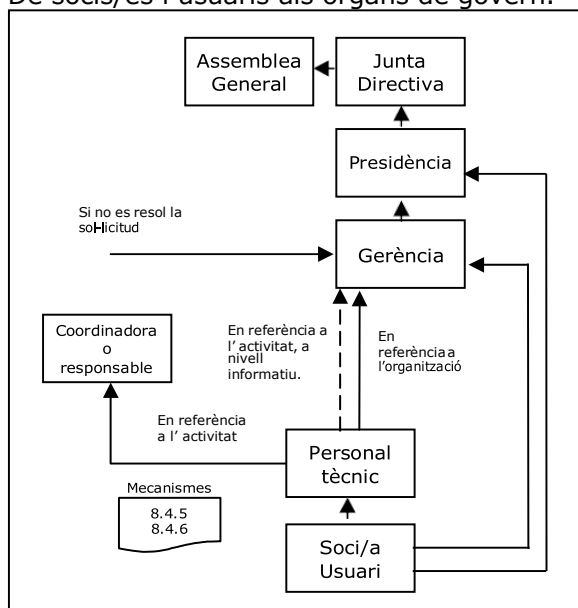 De socis/es i usuaris als òrgans de govern.
Assemblea
General
Junta
Directiva
Presidència
Si no es resol la
sol·licitud
Gerència
Coordinadora
o
responsable
En referència a
l’ activitat, a
nivell
informatiu.
En
referència a
l’organització
En referència
a l’ activitat
Personal
tècnic
Mecanismes
8.4.5
8.4.6
Soci/a
Usuari